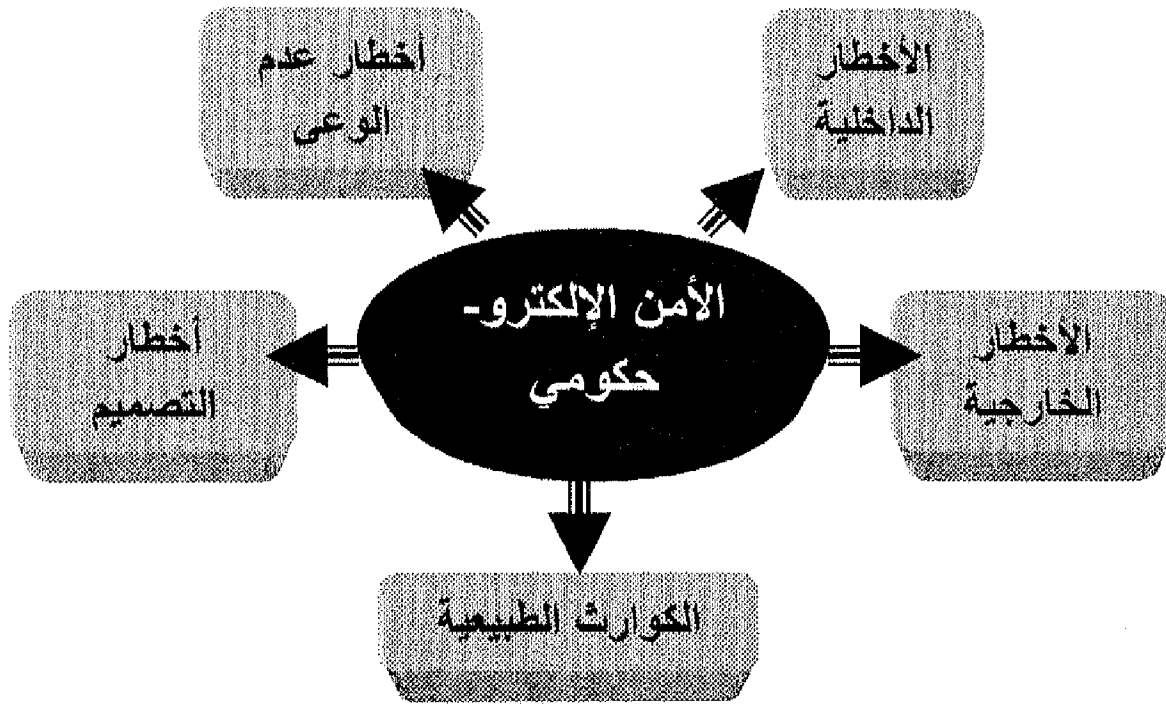 الأخطار
الداخلية
أخطار عدم
الوعى
الأمن الإلكترو-
حكومي
الأخطار
الخارجية
أخطار
التصميم
الكوارث الطبيعية